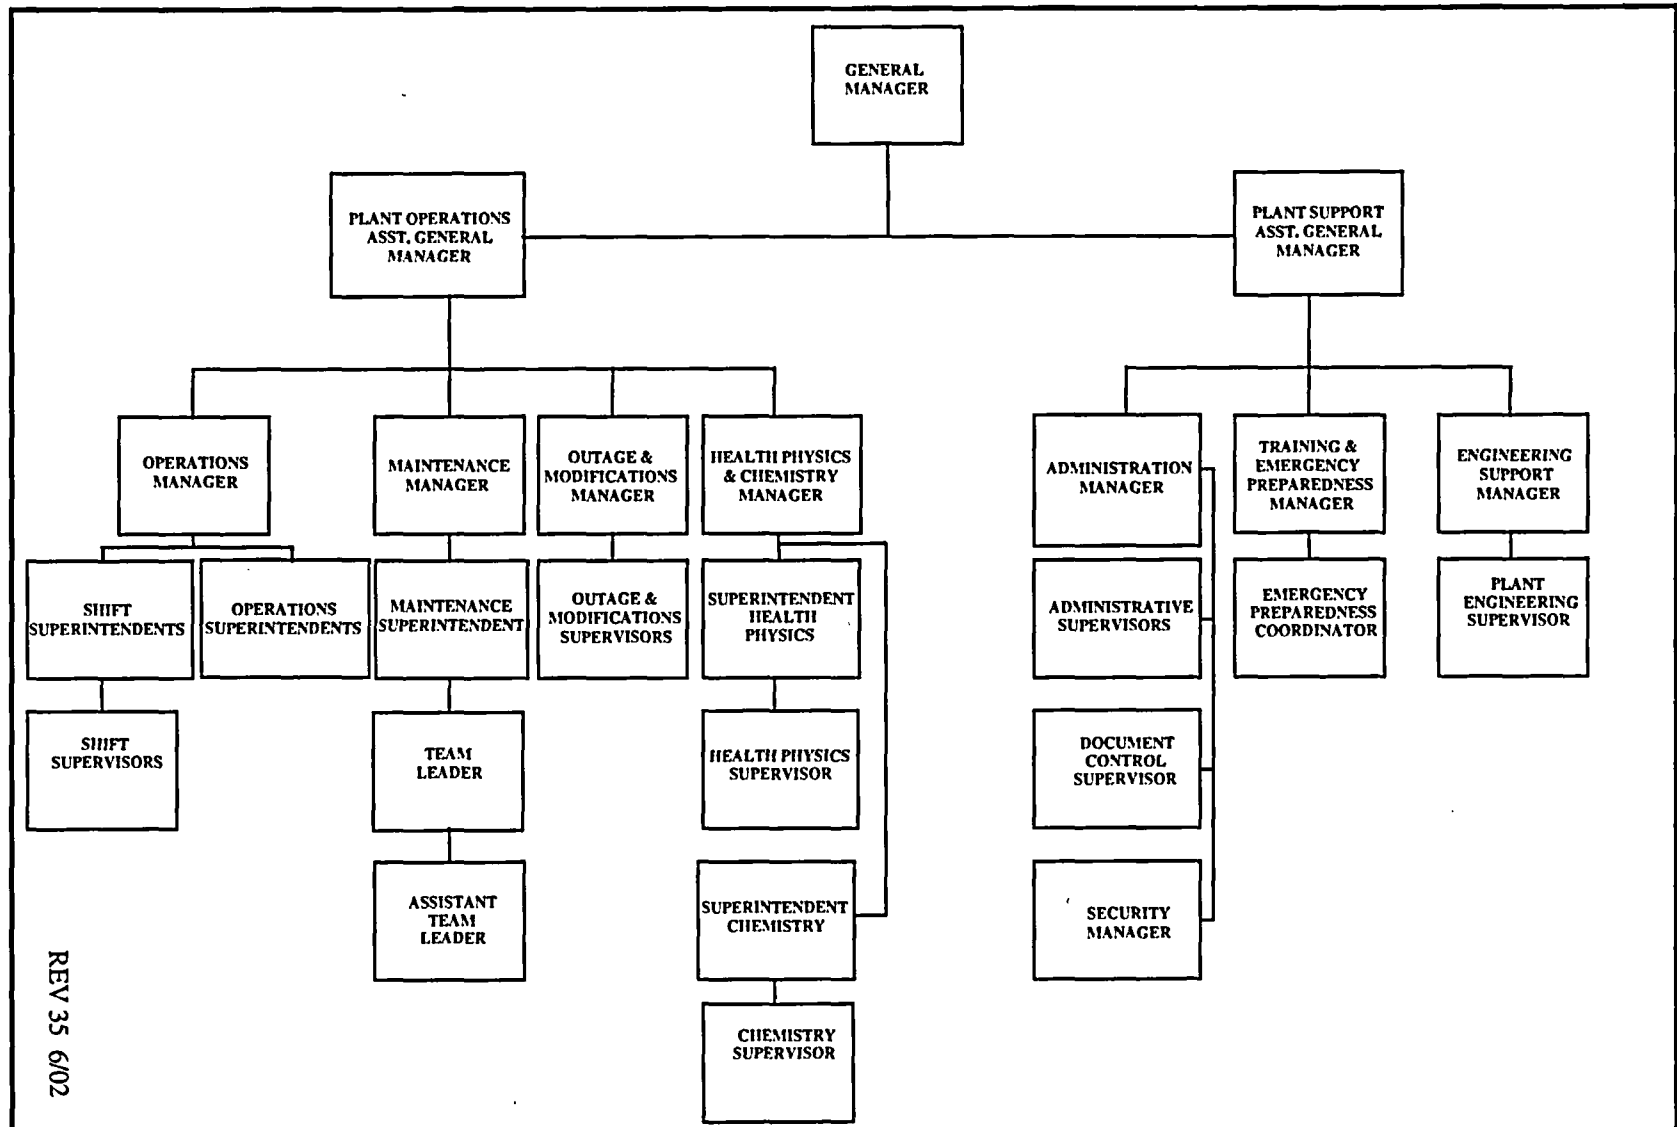 GENERAL
MANAGER
PLANT OPERATIONS
ASST. GENERAL
MANAGER
PLANT SUPPORT
ASST. GENERAL
MANAGER
OPERATIONS
MANAGER
MAINTENANCE
MANAGER
OUTAGE &
MODIFICATIONS
MANAGER
HEALTH PHYSICS
& CHEMISTRY
MANAGER
ADMINISTRATION
MANAGER
TRAINING &
EMERGENCY
PREPAREDNESS
MANAGER
ENGINEERING
SUPPORT
MANAGER
SHIFT
SUPERINTENDENTS
OPERATIONS
SUPERINTENDENTS
MAINTENANCE
SUPERINTENDENT
OUTAGE &
MODIFICATIONS
SUPERVISORS
SUPERINTENDENT
HEALTH
PHYSICS
ADMINISTRATIVE
SUPERVISORS
EMERGENCY
PREPAREDNESS
COORDINATOR
PLANT
ENGINEERING
SUPERVISOR
SHIFT
SUPERVISORS
TEAM
LEADER
HEALTH PHYSICS
SUPERVISOR
DOCUMENT
CONTROL
SUPERVISOR
ASSISTANT
TEAM
LEADER
SUPERINTENDENT
CHEMISTRY
SECURITY
MANAGER
CHEMISTRY
SUPERVISOR
REV 35 6/02